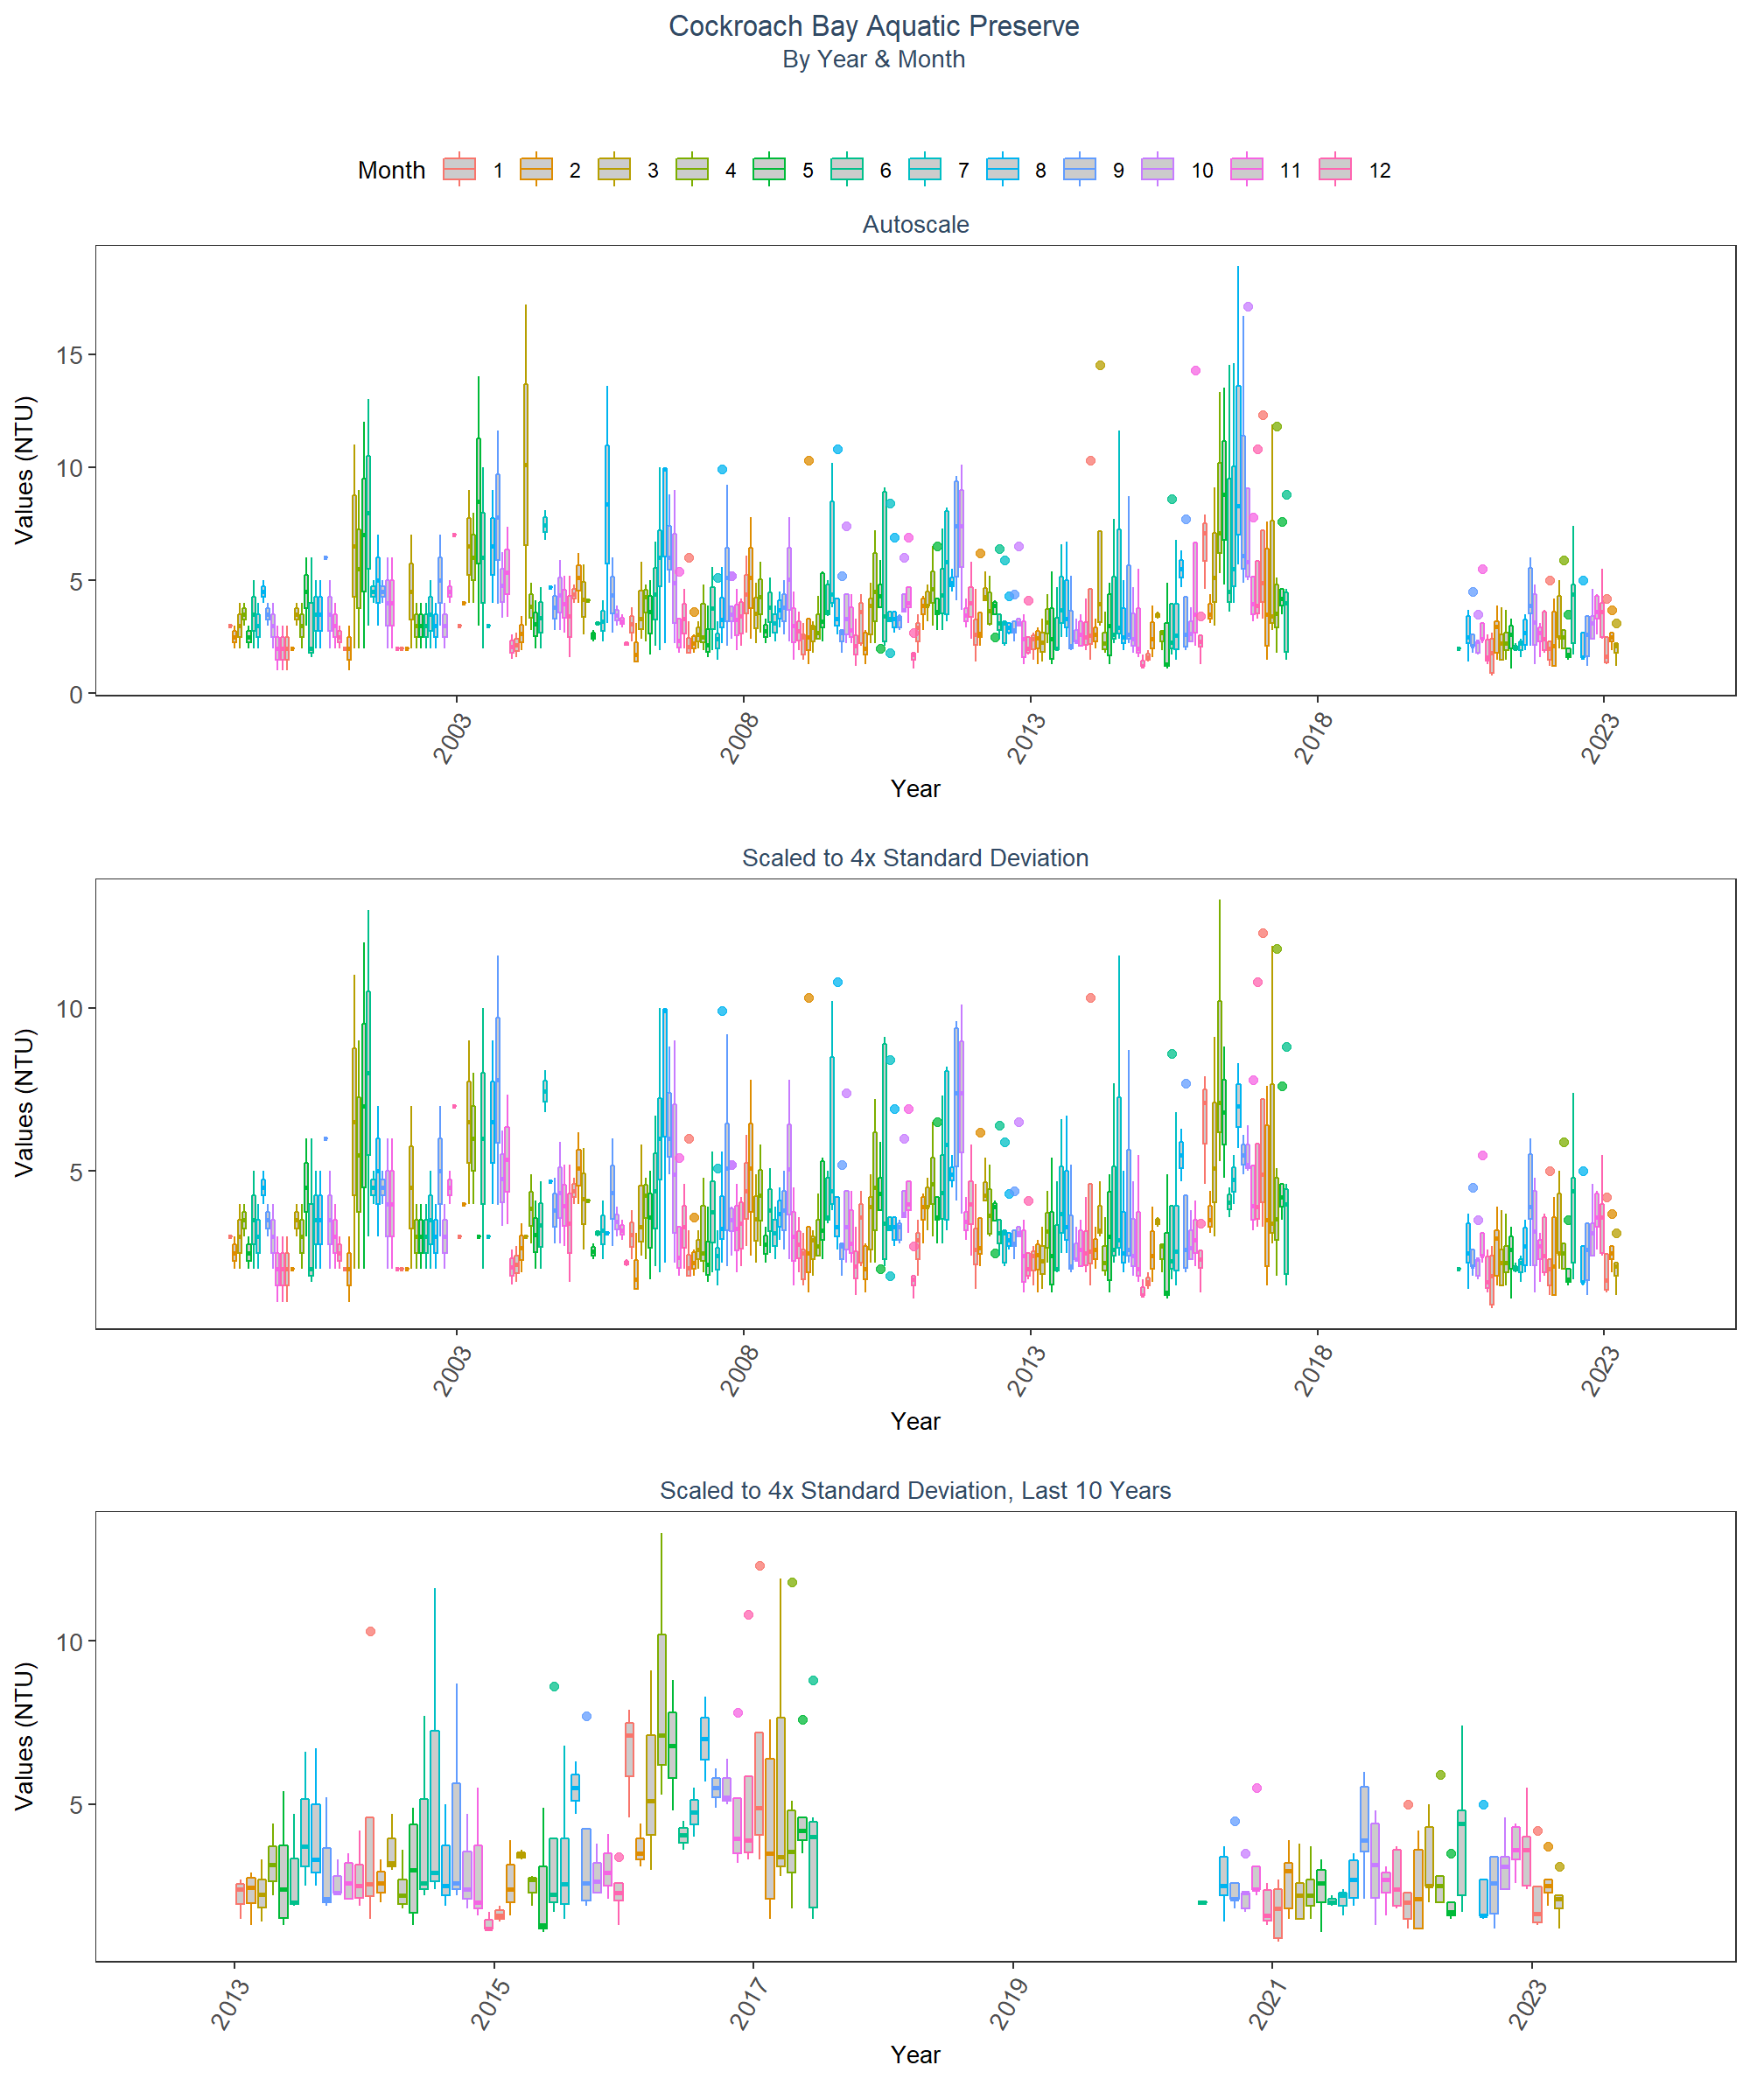 Cockroach Bay Aquatic Preserve
By Year & Month
Month 1 2 3 4 5 6 7 8 9 10 11 12
Autoscale
Values (NTU)
15
10
5
0
2003 2008 2013 2018 2023
Year
Scaled to 4x Standard Deviation
Values (NTU)
10
5
2003 2008 2013 2018 2023
Year
Scaled to 4x Standard Deviation, Last 10 Years
Values (NTU)
10
5
2013 2015 2017 2019 2021 2023
Year